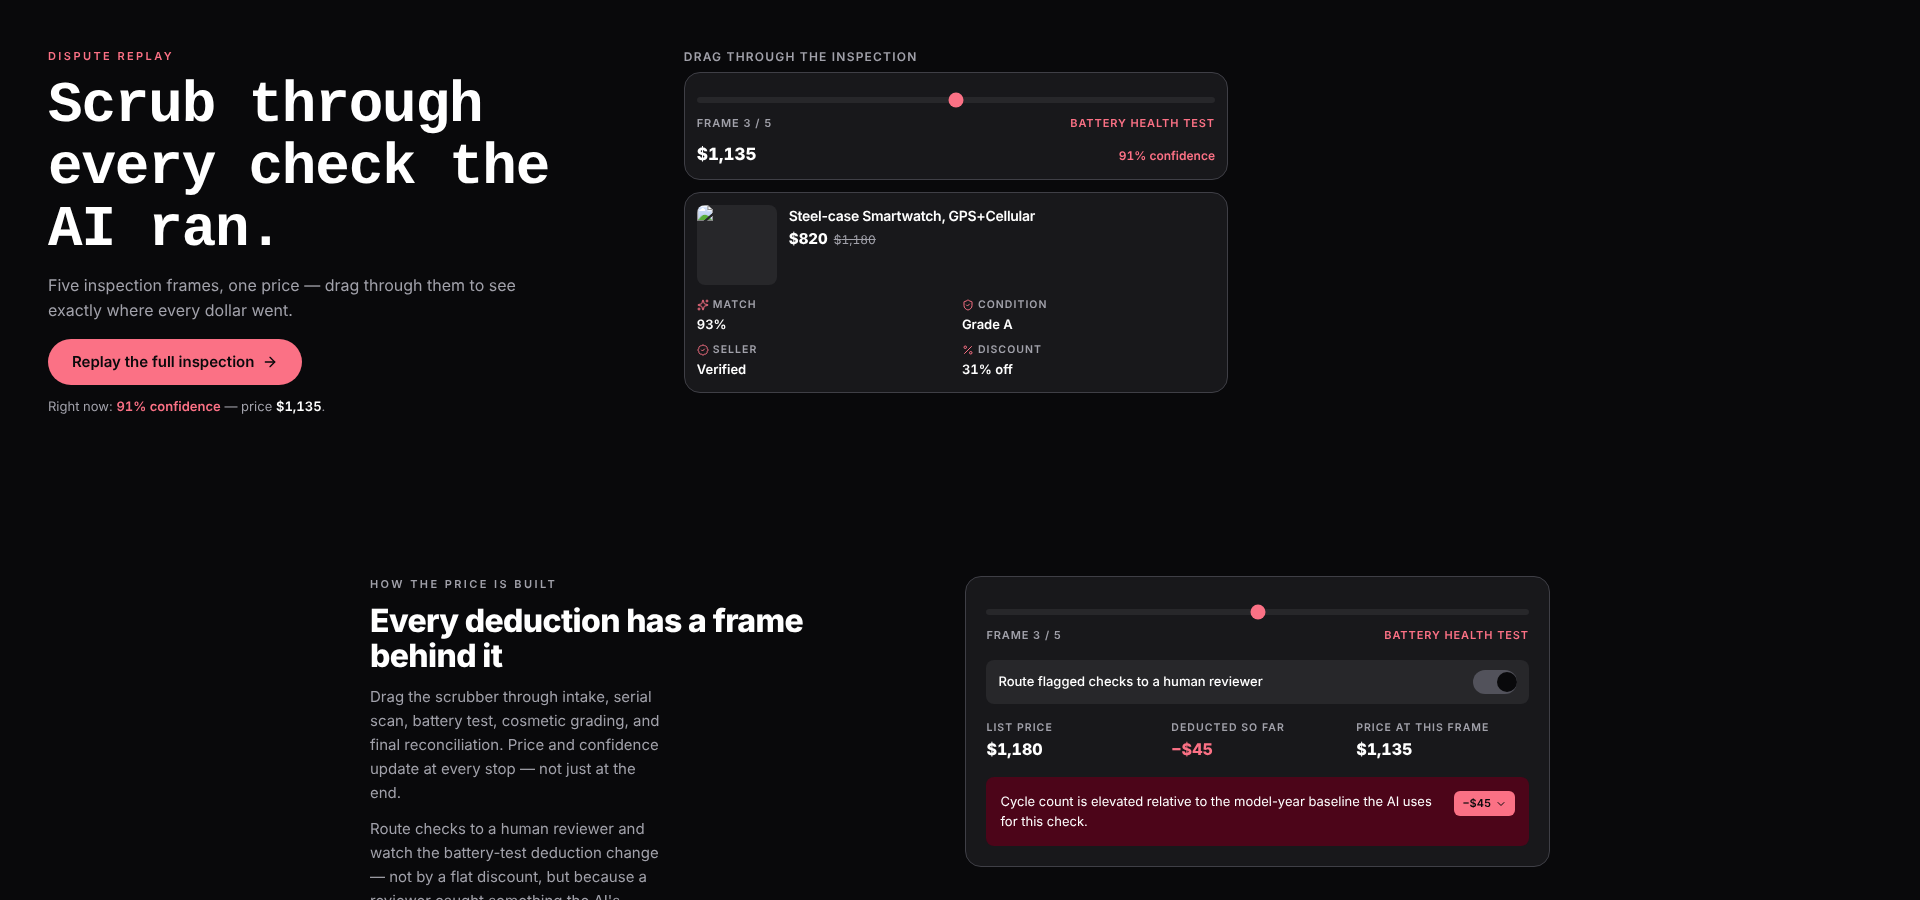 DISPUTE REPLAY
Scrub through
every check the
AI ran.
Five inspection frames, one price — drag through them to see
exactly where every dollar went.
Replay the full inspection →
Right now: 91% confidence — price $1,135.
DRAG THROUGH THE INSPECTION
FRAME 3 / 5
BATTERY HEALTH TEST
$1,135
91% confidence
Steel-case Smartwatch, GPS+Cellular
$820 $1,180
MATCH
93%
CONDITION
Grade A
SELLER
Verified
DISCOUNT
31% off
HOW THE PRICE IS BUILT
Every deduction has a frame
behind it
Drag the scrubber through intake, serial
scan, battery test, cosmetic grading, and
final reconciliation. Price and confidence
update at every stop — not just at the
end.
Route checks to a human reviewer and
watch the battery-test deduction change
— not by a flat discount, but because a
reviewer caught something the AI's
FRAME 3 / 5
BATTERY HEALTH TEST
Route flagged checks to a human reviewer
LIST PRICE
$1,180
DEDUCTED SO FAR
−$45
PRICE AT THIS FRAME
$1,135
Cycle count is elevated relative to the model-year baseline the AI uses
for this check.
−$45